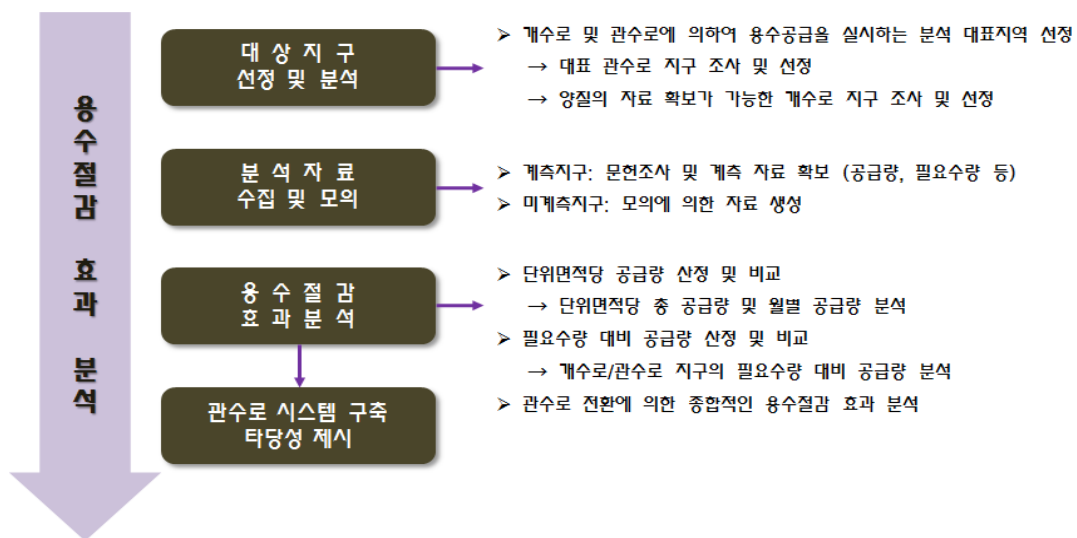 용수절감 효과 분석
대 상 지 구
선정 및 분석
➢ 개수로 및 관수로에 의하여 용수공급을 실시하는 분석 대표지역 선정
→ 대표 관수로 지구 조사 및 선정
→ 양질의 자료 확보가 가능한 개수로 지구 조사 및 선정
분 석 자 료
수집 및 모의
➢ 계측지구: 문헌조사 및 계측 자료 확보 (공급량, 필요수량 등)
➢ 미계측지구: 모의에 의한 자료 생성
용 수 절 감
효 과 분 석
➢ 단위면적당 공급량 산정 및 비교
→ 단위면적당 총 공급량 및 월별 공급량 분석
➢ 필요수량 대비 공급량 산정 및 비교
→ 개수로/관수로 지구의 필요수량 대비 공급량 분석
➢ 관수로 전환에 의한 종합적인 용수절감 효과 분석
관수로 시스템 구축
타당성 제시